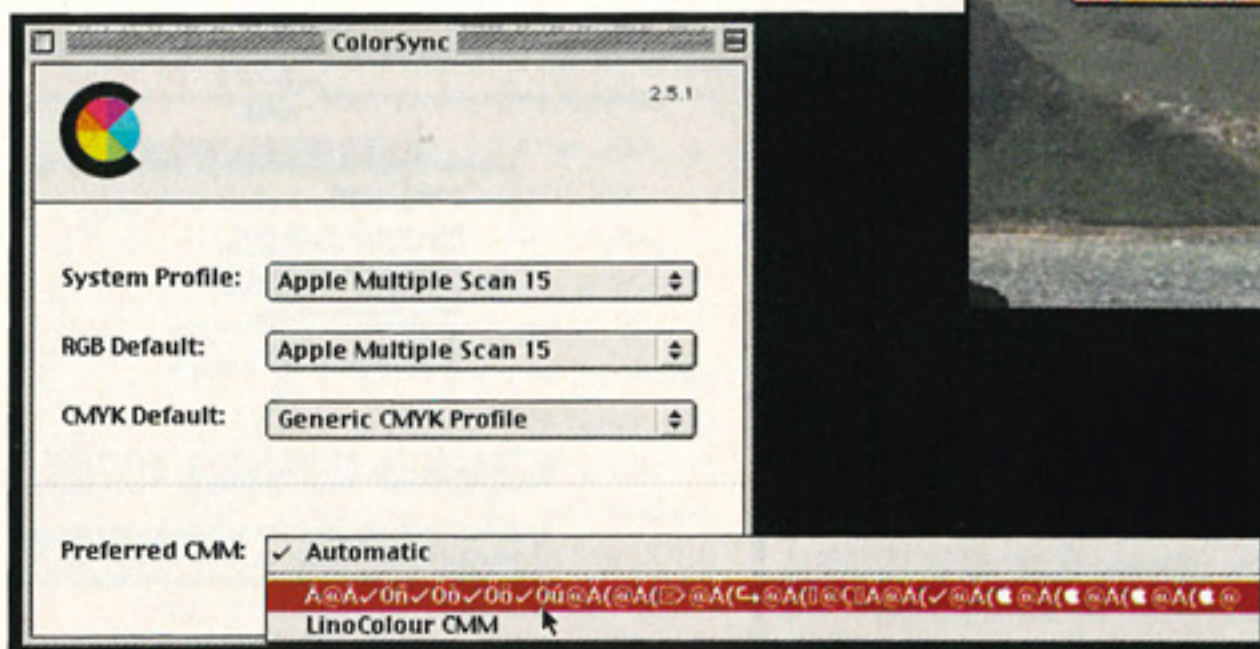 ColorSync
2.5.1
System Profile: Apple Multiple Scan 15
RGB Default: Apple Multiple Scan 15
CMYK Default: Generic CMYK Profile
Preferred CMM: ✓ Automatic
LinoColour CMM